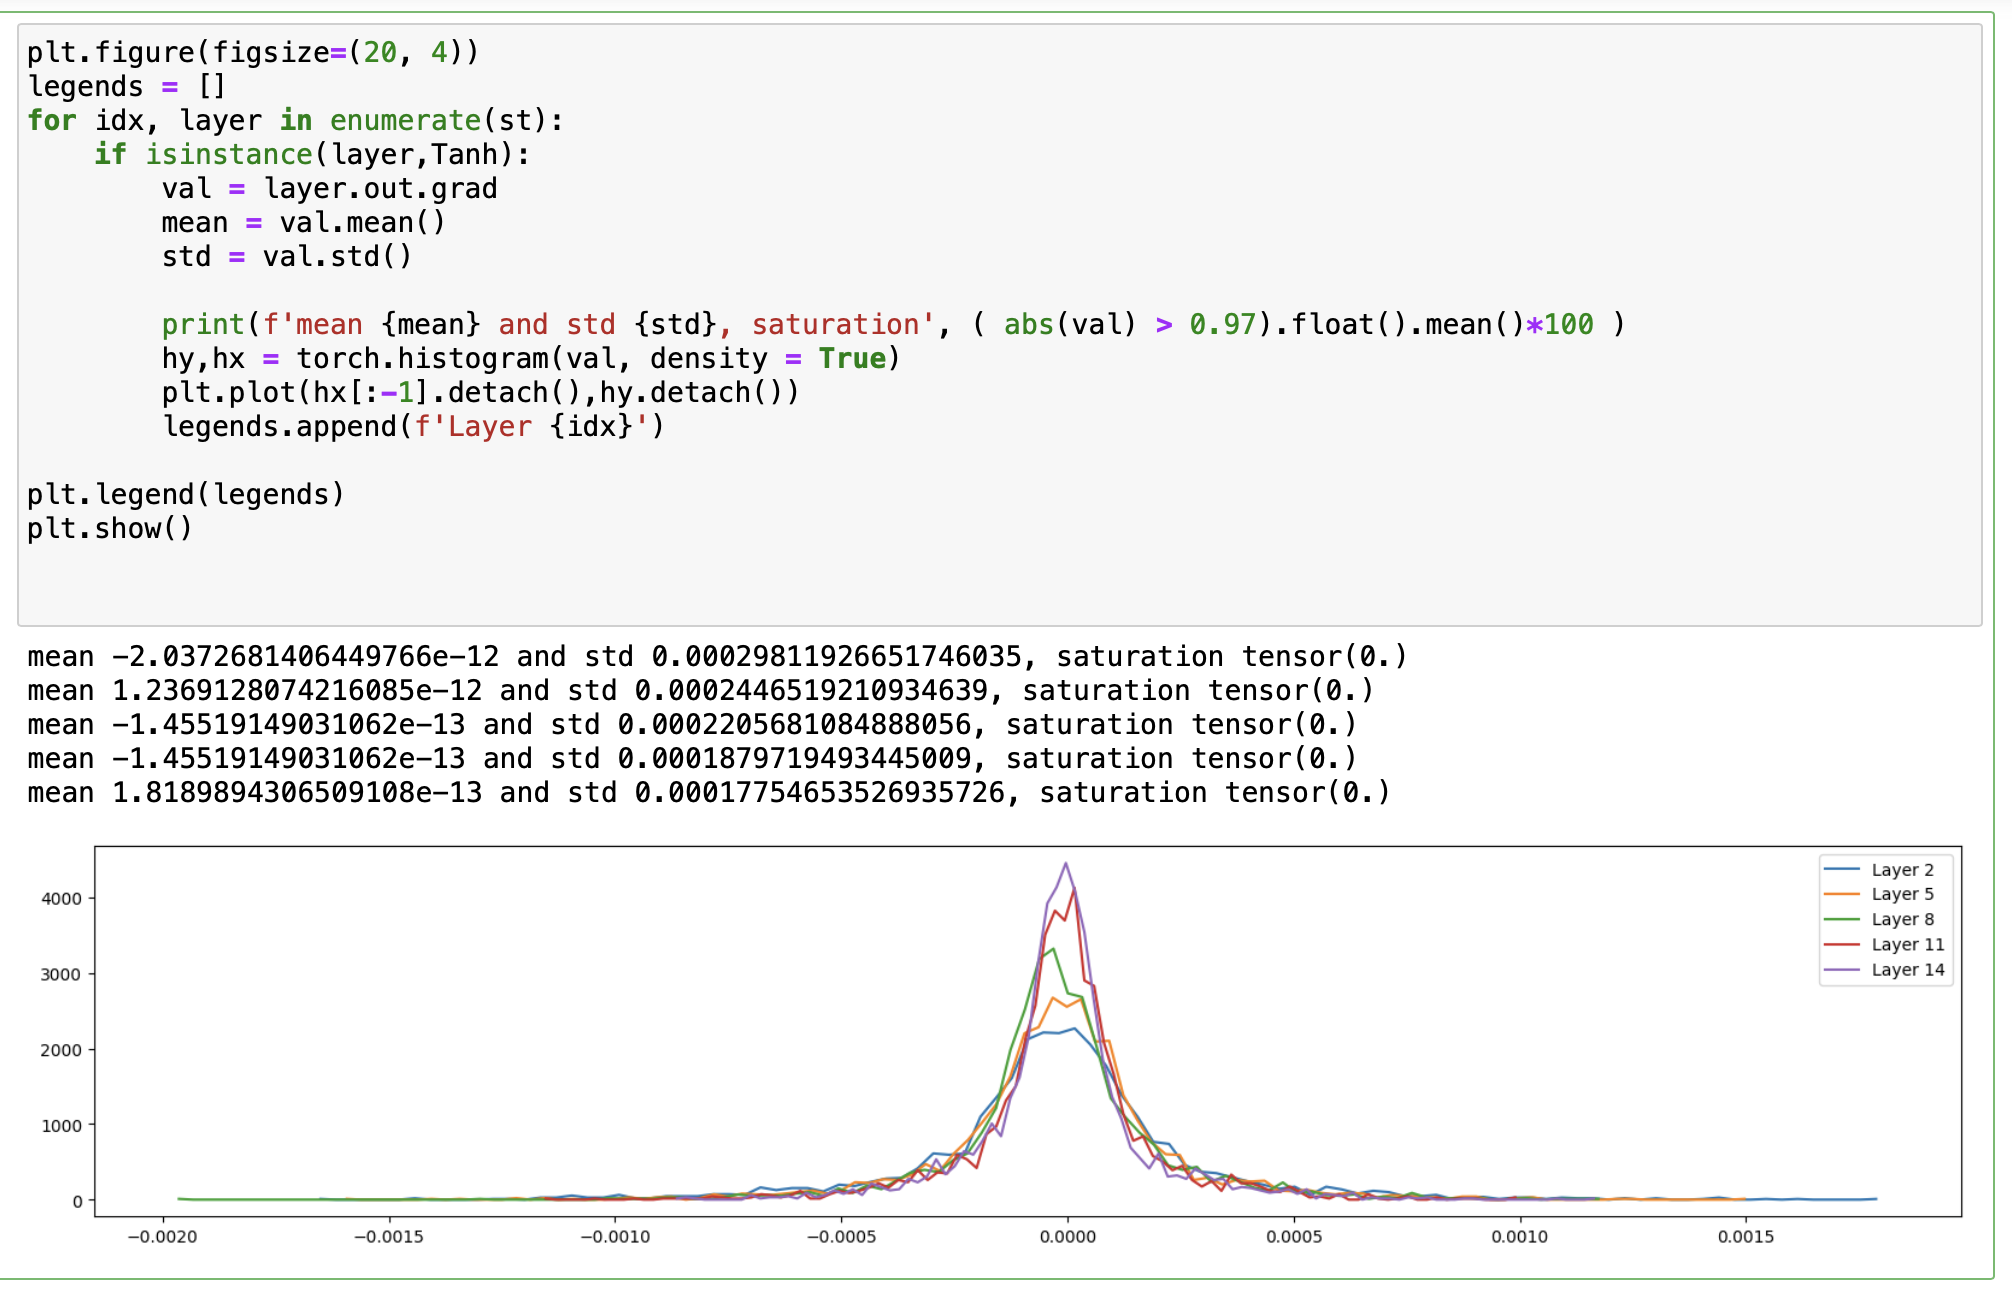 plt.figure(figsize=(20, 4))
legends = []
for idx, layer in enumerate(st):
    if isinstance(layer,Tanh):
        val = layer.out.grad
        mean = val.mean()
        std = val.std()

        print(f'mean {mean} and std {std}, saturation', ( abs(val) > 0.97).float().mean()*100 )
        hy,hx = torch.histogram(val, density = True)
        plt.plot(hx[:-1].detach(),hy.detach())
        legends.append(f'Layer {idx}')

plt.legend(legends)
plt.show()
mean -2.0372681406449766e-12 and std 0.00029811926651746035, saturation tensor(0.)
mean 1.2369128074216085e-12 and std 0.0002446519210934639, saturation tensor(0.)
mean -1.45519149031062e-13 and std 0.0002205681084888056, saturation tensor(0.)
mean -1.45519149031062e-13 and std 0.0001879719493445009, saturation tensor(0.)
mean 1.8189894306509108e-13 and std 0.00017754653526935726, saturation tensor(0.)
4000
3000
2000
1000
0
Layer 2
Layer 5
Layer 8
Layer 11
Layer 14
−0.0020 −0.0015 −0.0010 −0.0005 0.0000 0.0005 0.0010 0.0015